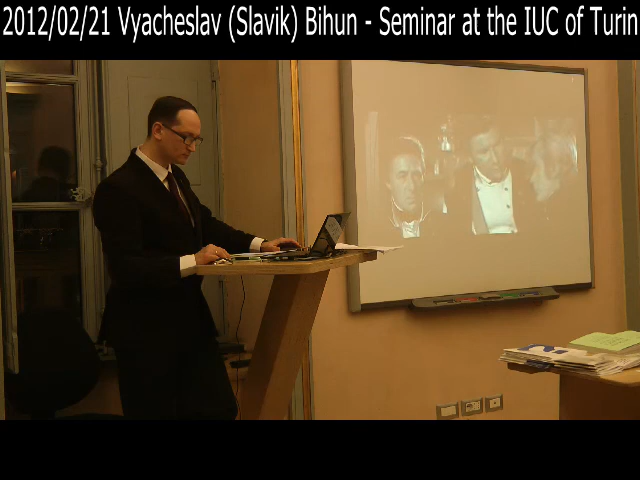 2012/02/21 Vyacheslav (Slavik) Bihun - Seminar at the IUC of Turin